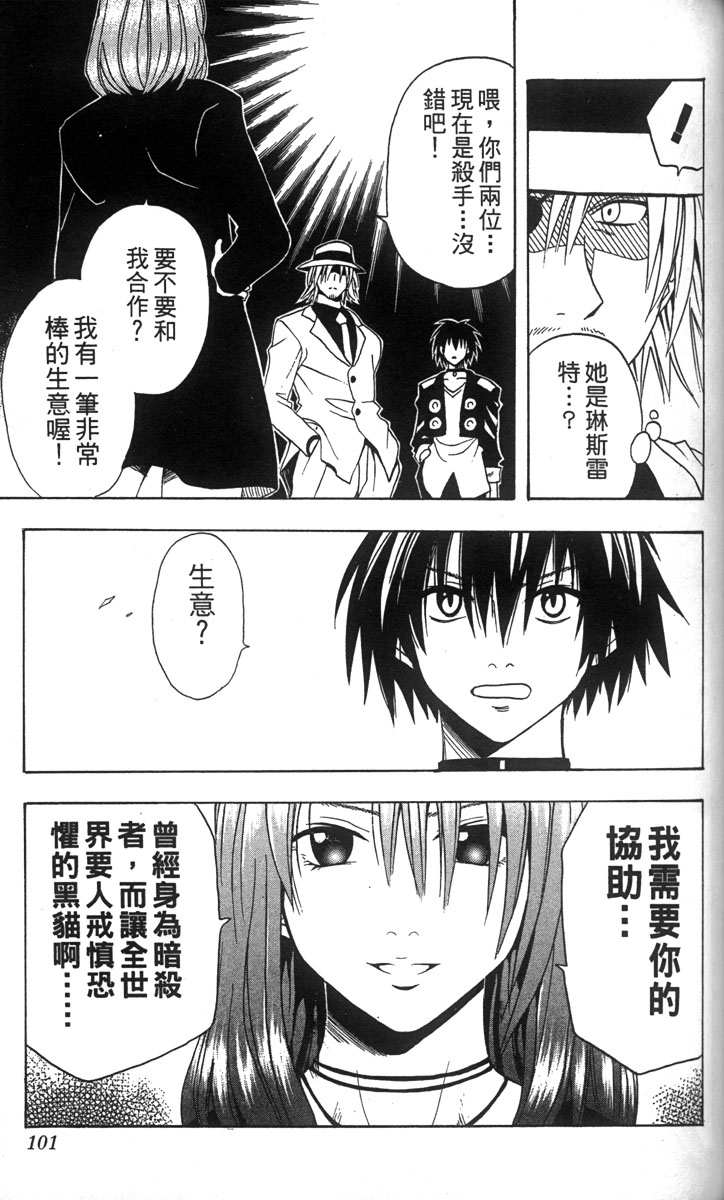 ！
她是琳斯雷
特…？
喂，你們兩位…
現在是殺手…沒
錯吧！
要不要和
我合作？
我有一筆非常
棒的生意喔！
生意？
我需要你的
協助…
曾經身為暗殺
者，而讓全世
界要人戒慎恐
懼的黑貓啊……
101